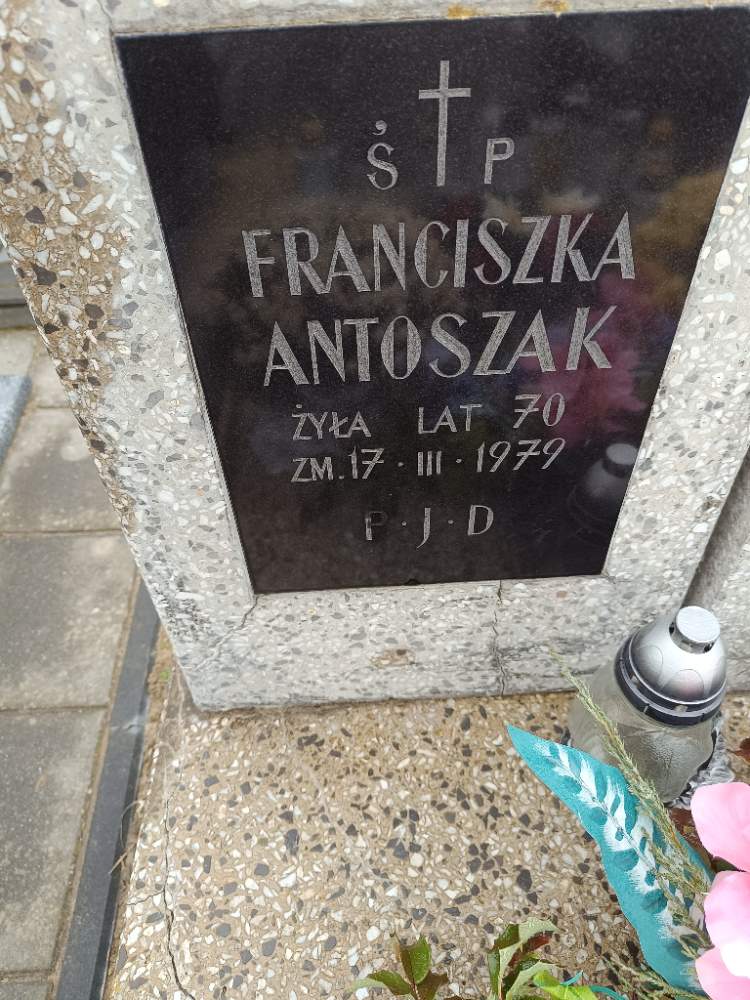 Ś P
FRANCISZKA
ANTOSZAK
ŻYŁA LAT 70
ZM. 17 · III · 1979
P · J · D